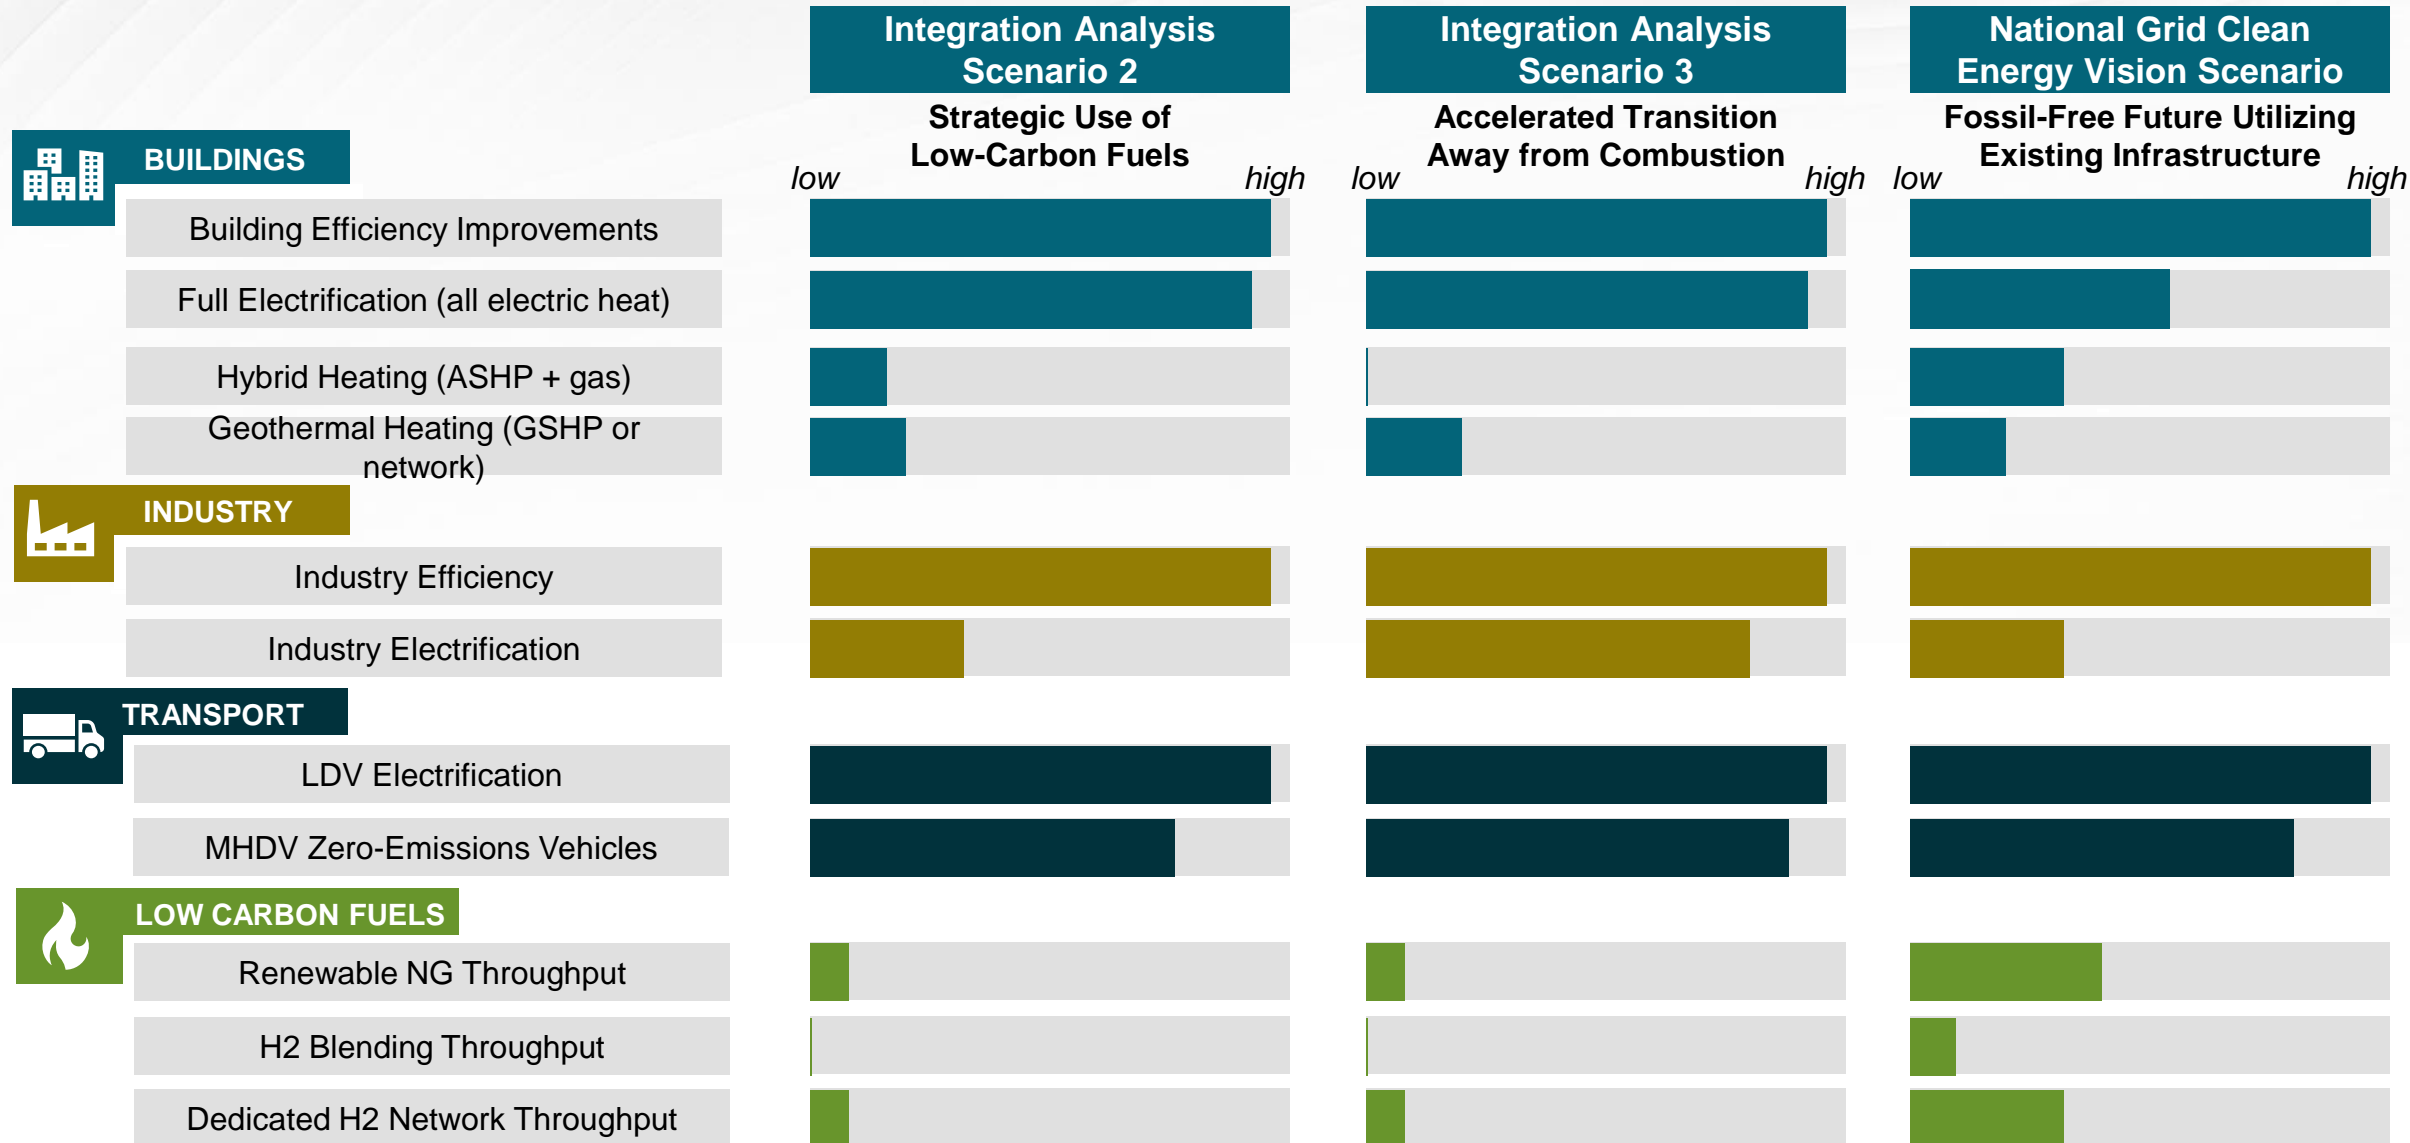 Integration Analysis
Scenario 2
Integration Analysis
Scenario 3
National Grid Clean
Energy Vision Scenario
Strategic Use of
Low-Carbon Fuels
Accelerated Transition
Away from Combustion
Fossil-Free Future Utilizing
Existing Infrastructure
low
high
low
high
low
high
BUILDINGS
Building Efficiency Improvements
Full Electrification (all electric heat)
Hybrid Heating (ASHP + gas)
Geothermal Heating (GSHP or
network)
INDUSTRY
Industry Efficiency
Industry Electrification
TRANSPORT
LDV Electrification
MHDV Zero-Emissions Vehicles
LOW CARBON FUELS
Renewable NG Throughput
H2 Blending Throughput
Dedicated H2 Network Throughput